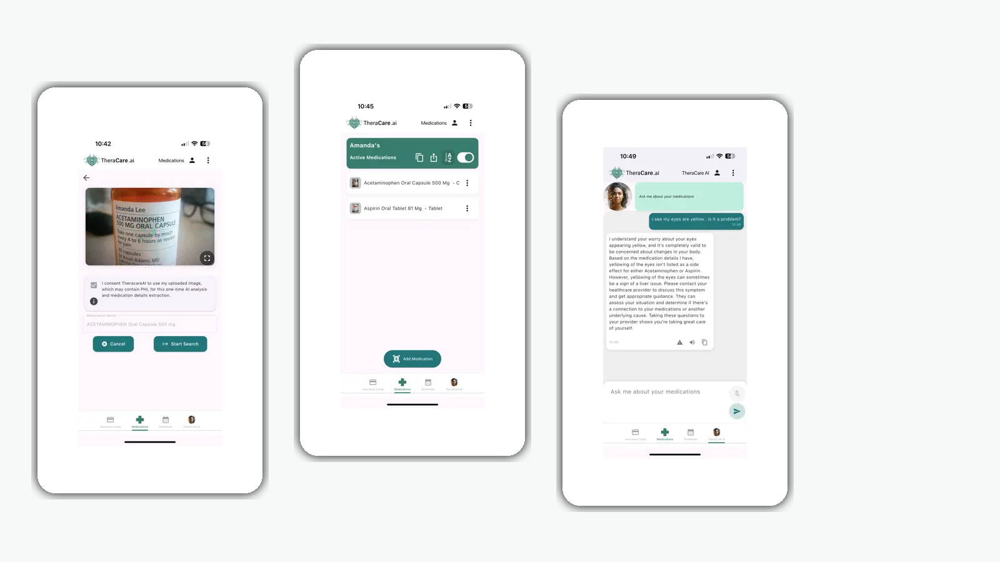 10:42
TheraCare.ai
Medications
Amanda Lee
ACETAMINOPHEN
500 MG ORAL CAPSULE
Take one capsule by mouth
every 4 to 6 hours as needed
for pain
30 capsules
Dr Kevin Adams, MD
I consent TheracareAI to use my uploaded image,
which may contain PHI, for this one-time AI analysis
and medication details extraction.
Medication Name
ACETAMINOPHEN Oral Capsule 500 mg
Cancel
Start Search
Insurance Cards
Medications
Schedules
TheraCare AI
10:45
TheraCare.ai
Medications
Amanda's
Active Medications
A
Z
Acetaminophen Oral Capsule 500 Mg - C
Aspirin Oral Tablet 81 Mg - Tablet
Add Medication
Insurance Cards
Medications
Schedules
TheraCare AI
10:49
TheraCare.ai
TheraCare AI
Ask me about your medications
i see my eyes are yellow.. is it a problem?
10:49
I understand your worry about your eyes
appearing yellow, and it's completely valid to
be concerned about changes in your body.
Based on the medication details I have,
yellowing of the eyes isn't listed as a side
effect for either Acetaminophen or Aspirin.
However, yellowing of the eyes can sometimes
be a sign of a liver issue. Please contact your
healthcare provider to discuss this symptom
and get appropriate guidance. They can
assess your situation and determine if there's
a connection to your medications or another
underlying cause. Taking these questions to
your provider shows you're taking great care
of yourself.
10:49
Ask me about your medications
Insurance Cards
Medications
Schedules
TheraCare AI